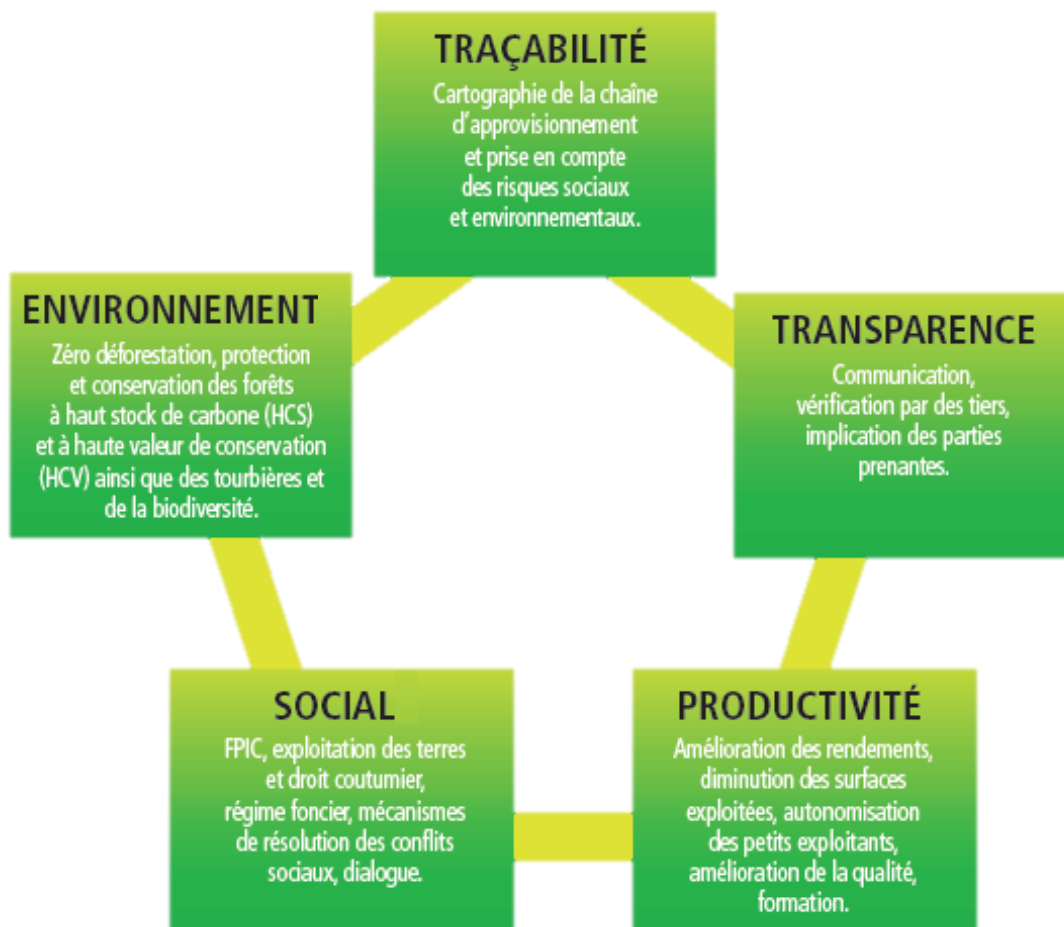 TRAÇABILITÉ
Cartographie de la chaîne
d'approvisionnement
et prise en compte
des risques sociaux
et environnementaux.
ENVIRONNEMENT
Zéro déforestation, protection
et conservation des forêts
à haut stock de carbone (HCS)
et à haute valeur de conservation
(HCV) ainsi que des tourbières et
de la biodiversité.
TRANSPARENCE
Communication,
vérification par des tiers,
implication des parties
prenantes.
SOCIAL
FPIC, exploitation des terres
et droit coutumier,
régime foncier, mécanismes
de résolution des conflits
sociaux, dialogue.
PRODUCTIVITÉ
Amélioration des rendements,
diminution des surfaces
exploitées, autonomisation
des petits exploitants,
amélioration de la qualité,
formation.